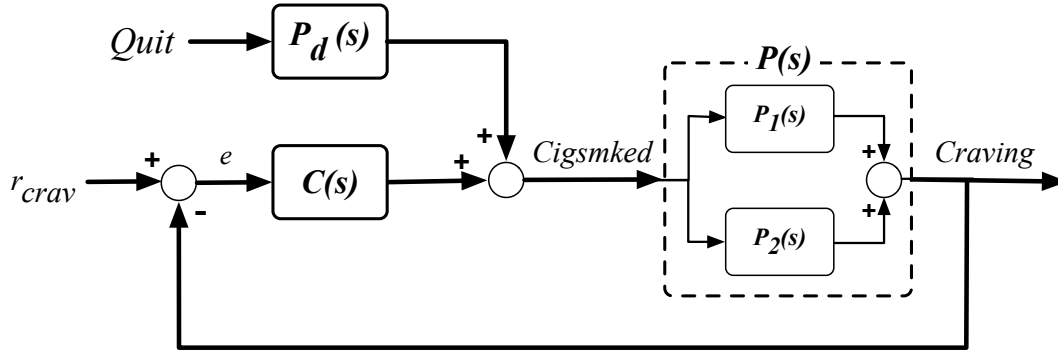 Quit
P_d(s)
P(s)
P_1(s)
+
+
r_crav
+
e
C(s)
+
Cigsmked
+
Craving
-
P_2(s)
+